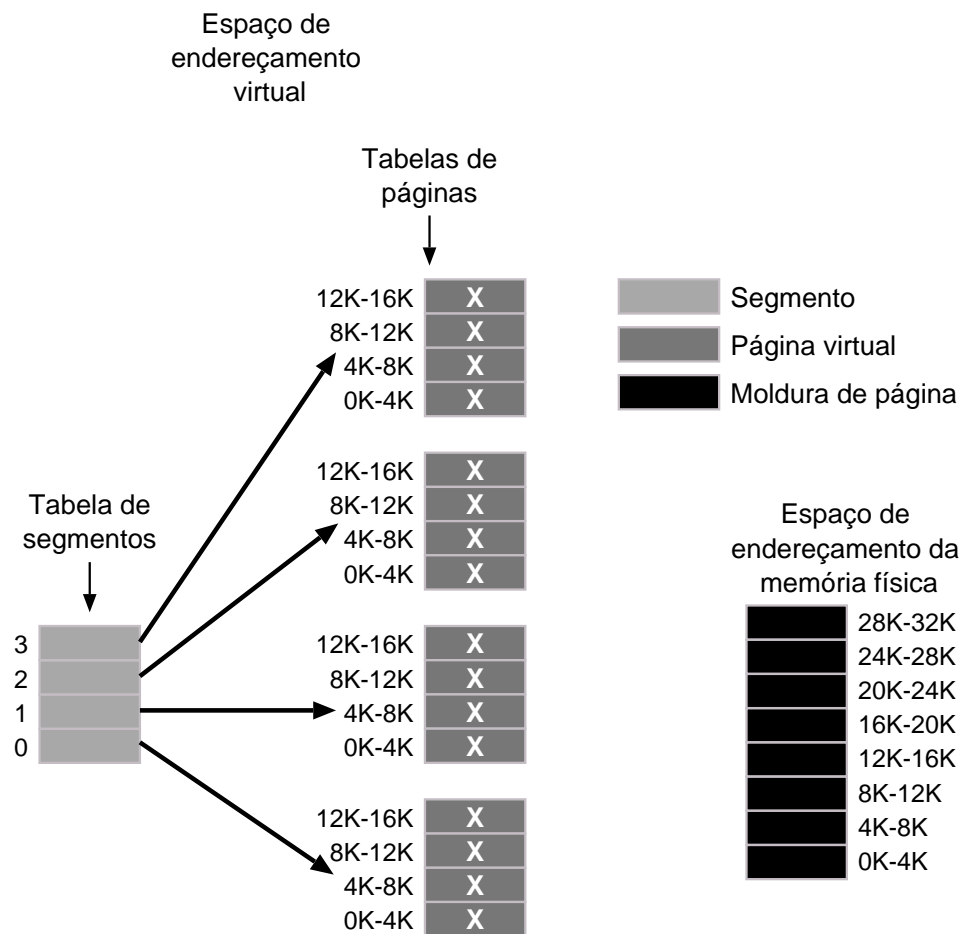 Espaço de
endereçamento
virtual
Tabelas de
páginas
12K-16K X
8K-12K X
4K-8K X
0K-4K X
Segmento
Página virtual
Moldura de página
12K-16K X
8K-12K X
4K-8K X
0K-4K X
Tabela de
segmentos
3
2
1
0
12K-16K X
8K-12K X
4K-8K X
0K-4K X
12K-16K X
8K-12K X
4K-8K X
0K-4K X
Espaço de
endereçamento da
memória física
28K-32K
24K-28K
20K-24K
16K-20K
12K-16K
8K-12K
4K-8K
0K-4K